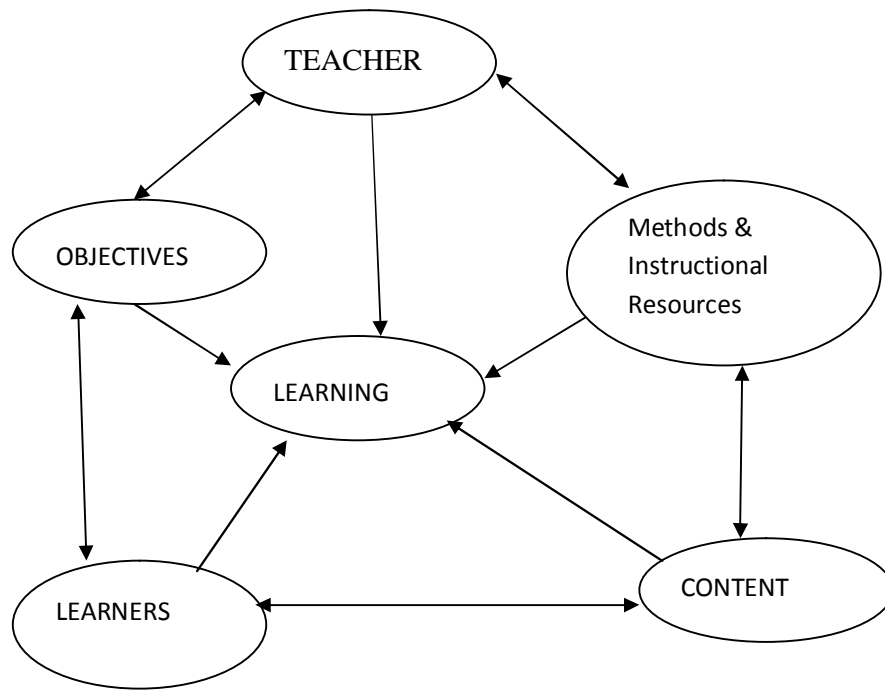 TEACHER
OBJECTIVES
Methods &
Instructional
Resources
LEARNING
LEARNERS
CONTENT